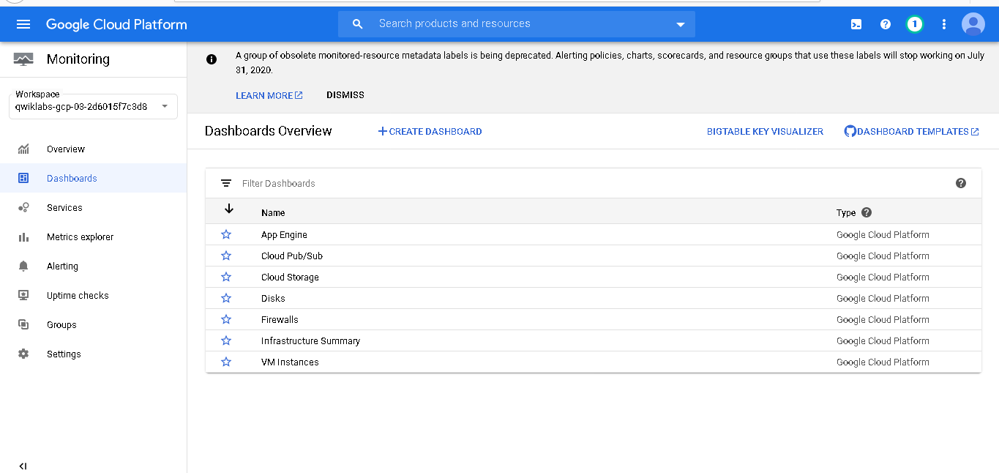 Google Cloud Platform
Search products and resources
1
Monitoring
Workspace
qwiklabs-gcp-03-2d6015f7c3d8
Overview
Dashboards
Services
Metrics explorer
Alerting
Uptime checks
Groups
Settings
A group of obsolete monitored-resource metadata labels is being deprecated. Alerting policies, charts, scorecards, and resource groups that use these labels will stop working on July
31, 2020.
LEARN MORE DISMISS
Dashboards Overview CREATE DASHBOARD BIGTABLE KEY VISUALIZER DASHBOARD TEMPLATES
Filter Dashboards
Name Type
App Engine Google Cloud Platform
Cloud Pub/Sub Google Cloud Platform
Cloud Storage Google Cloud Platform
Disks Google Cloud Platform
Firewalls Google Cloud Platform
Infrastructure Summary Google Cloud Platform
VM Instances Google Cloud Platform